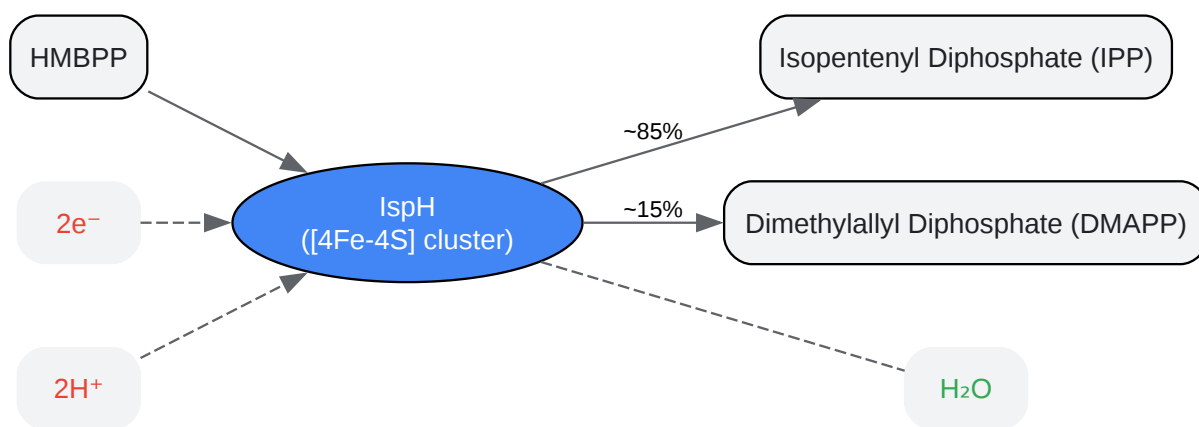 HMBPP
Isopentenyl Diphosphate (IPP)
~85%
2e⁻
IspH
([4Fe-4S] cluster)
~15%
Dimethylallyl Diphosphate (DMAPP)
2H⁺
H₂O